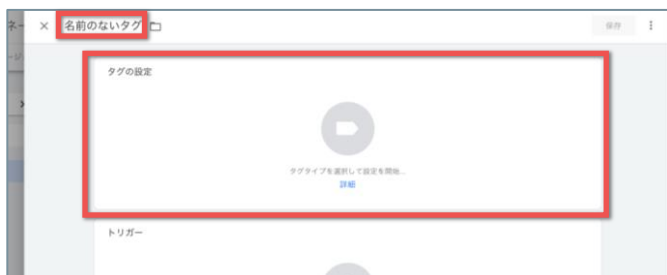 名前のないタグ
保存
タグの設定
タグタイプを選択して設定を開始...
詳細
トリガー